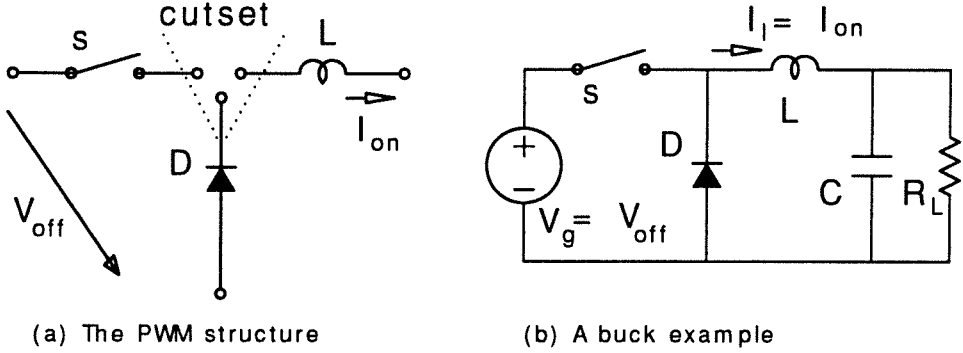 cutset
S
L
I on
D
V off
(a) The PWM structure
I l = I on
S
L
D
+
−
C
R L
V g = V off
(b) A buck example